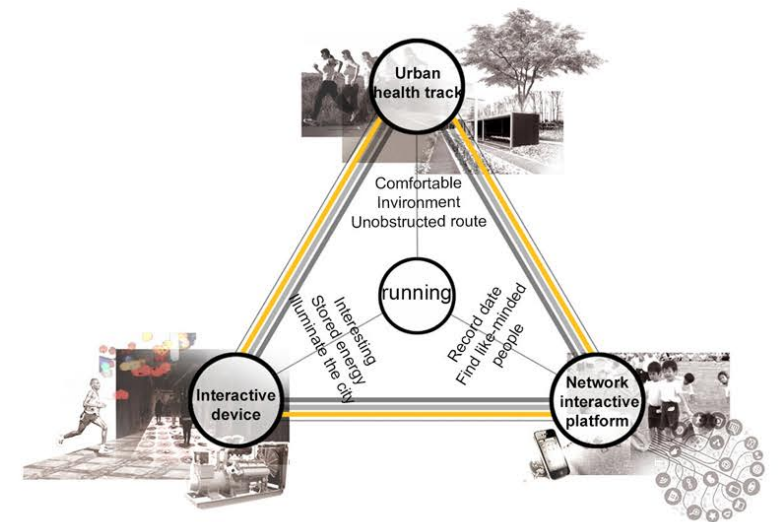 Urban
health track
Comfortable
Invironment
Unobstructed route
running
Interesting
Stored energy
Illuminate the city
Record date
Find like-minded
people
Interactive
device
Network
interactive
platform